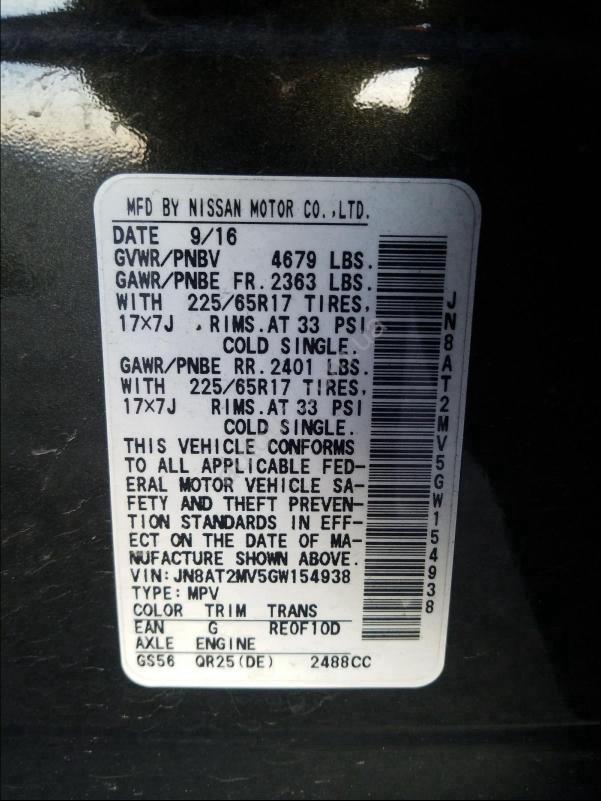 MFD BY NISSAN MOTOR CO.,LTD.
DATE 9/16
GVWR/PNBV 4679 LBS.
GAWR/PNBE FR. 2363 LBS.
WITH 225/65R17 TIRES,
17×7J RIMS.AT 33 PSI
COLD SINGLE.
GAWR/PNBE RR. 2401 LBS.
WITH 225/65R17 TIRES,
17×7J RIMS.AT 33 PSI
COLD SINGLE.
THIS VEHICLE CONFORMS
TO ALL APPLICABLE FED-
ERAL MOTOR VEHICLE SA-
FETY AND THEFT PREVEN-
TION STANDARDS IN EFF-
ECT ON THE DATE OF MA-
NUFACTURE SHOWN ABOVE.
VIN: JN8AT2MV5GW154938
TYPE: MPV
COLOR TRIM TRANS
EAN G RE0F10D
AXLE ENGINE
GS56 QR25(DE) 2488CC
JN8AT2MV5GW154938